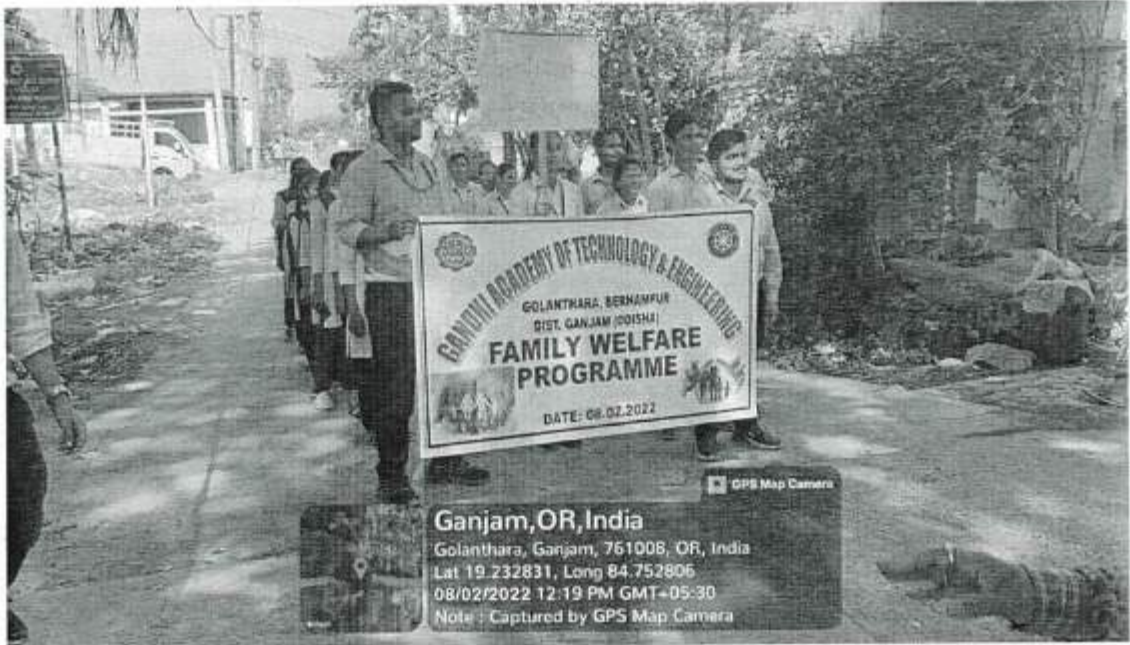 GANDHI ACADEMY OF TECHNOLOGY & ENGINEERING
GOLANTHARA, BERHAMPUR
DIST. GANJAM (ODISHA)
FAMILY WELFARE
PROGRAMME
DATE: 08.02.2022
GPS Map Camera
Ganjam,OR,India
Golanthara, Ganjam, 761008, OR, India
Lat 19.232831, Long 84.752806
08/02/2022 12:19 PM GMT+05:30
Note : Captured by GPS Map Camera